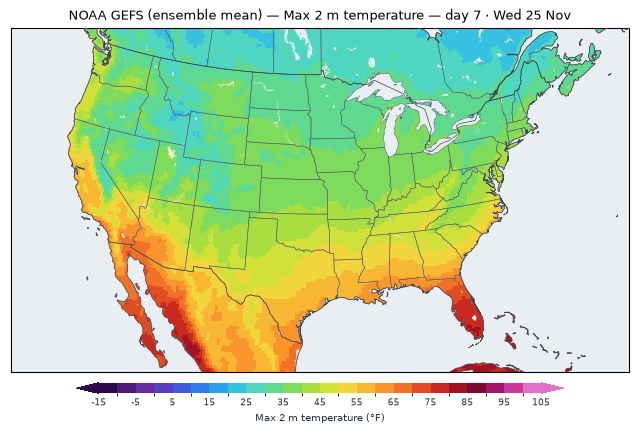 NOAA GEFS (ensemble mean) — Max 2 m temperature — day 7 · Wed 25 Nov
-15 -5 5 15 25 35 45 55 65 75 85 95 105
Max 2 m temperature (°F)